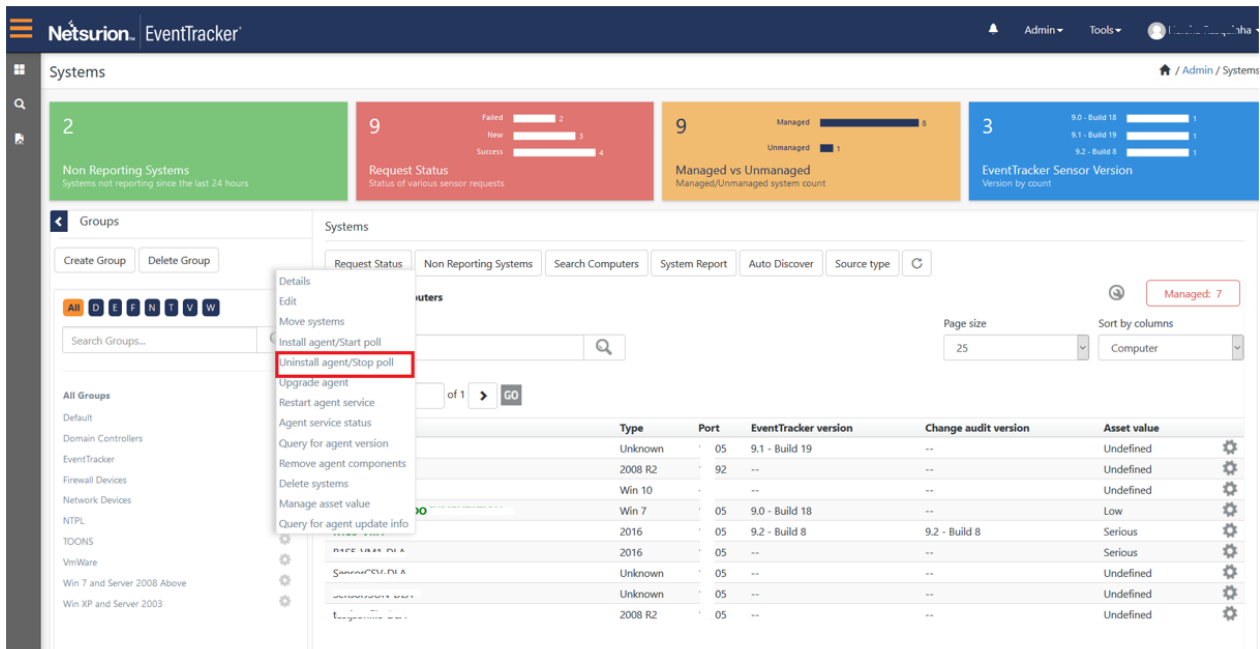 Netsurion. EventTracker
Admin
Tools
Systems
/ Admin / Systems
2
Non Reporting Systems
Systems not reporting since the last 24 hours
9
Failed 2
New 3
Success 4
Request Status
Status of various sensor requests
9
Managed 8
Unmanaged 1
Managed vs Unmanaged
Managed/Unmanaged system count
3
9.0 - Build 18 1
9.1 - Build 19 1
9.2 - Build 8 1
EventTracker Sensor Version
Version by count
Groups
Create Group Delete Group
All D E F N T V W
Search Groups...
All Groups
Default
Domain Controllers
EventTracker
Firewall Devices
Network Devices
NTPL
TOONS
VmWare
Win 7 and Server 2008 Above
Win XP and Server 2003
Details
Edit
Move systems
Install agent/Start poll
Uninstall agent/Stop poll
Upgrade agent
Restart agent service
Agent service status
Query for agent version
Remove agent components
Delete systems
Manage asset value
Query for agent update info
Systems
Request Status Non Reporting Systems Search Computers System Report Auto Discover Source type
Managed: 7
Page size
25
Sort by columns
Computer
of 1 > GO
Type Port EventTracker version Change audit version Asset value
Unknown 05 9.1 - Build 19 -- Undefined
2008 R2 92 -- -- Undefined
Win 10 - -- -- Undefined
Win 7 05 9.0 - Build 18 -- Low
2016 05 9.2 - Build 8 9.2 - Build 8 Serious
2016 05 -- -- Serious
Unknown 05 -- -- Undefined
Unknown 05 -- -- Undefined
2008 R2 05 -- -- Undefined